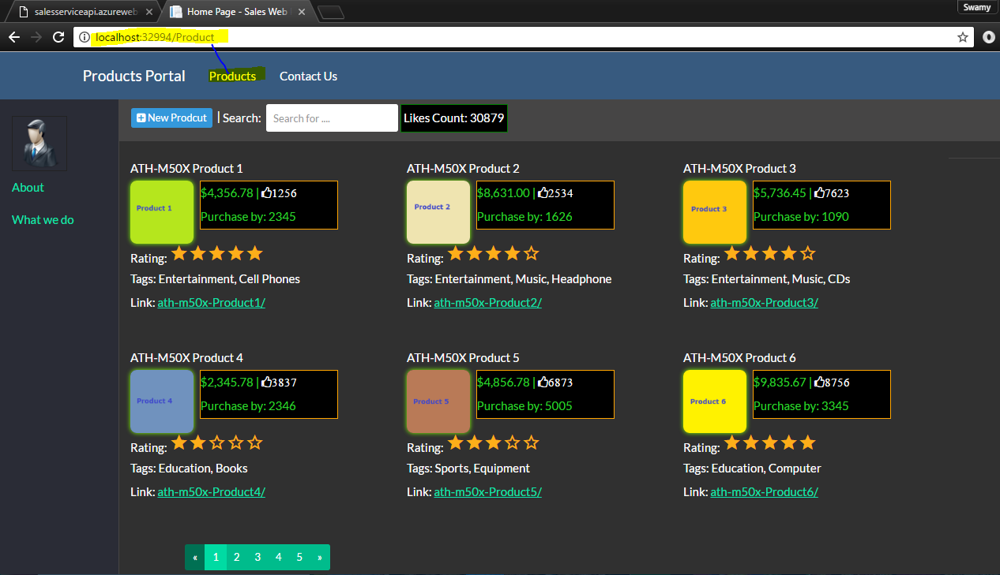 salesserviceapi.azureweb
Home Page - Sales Web
Swamy
localhost:32994/Product
Products Portal Products Contact Us
New Prodcut | Search: Search for .... Likes Count: 30879
About
What we do
ATH-M50X Product 1
Product 1
$4,356.78 | 1256
Purchase by: 2345
Rating:
Tags: Entertainment, Cell Phones
Link: ath-m50x-Product1/
ATH-M50X Product 2
Product 2
$8,631.00 | 2534
Purchase by: 1626
Rating:
Tags: Entertainment, Music, Headphone
Link: ath-m50x-Product2/
ATH-M50X Product 3
Product 3
$5,736.45 | 7623
Purchase by: 1090
Rating:
Tags: Entertainment, Music, CDs
Link: ath-m50x-Product3/
ATH-M50X Product 4
Product 4
$2,345.78 | 3837
Purchase by: 2346
Rating:
Tags: Education, Books
Link: ath-m50x-Product4/
ATH-M50X Product 5
Product 5
$4,856.78 | 6873
Purchase by: 5005
Rating:
Tags: Sports, Equipment
Link: ath-m50x-Product5/
ATH-M50X Product 6
Product 6
$9,835.67 | 8756
Purchase by: 3345
Rating:
Tags: Education, Computer
Link: ath-m50x-Product6/
« 1 2 3 4 5 »